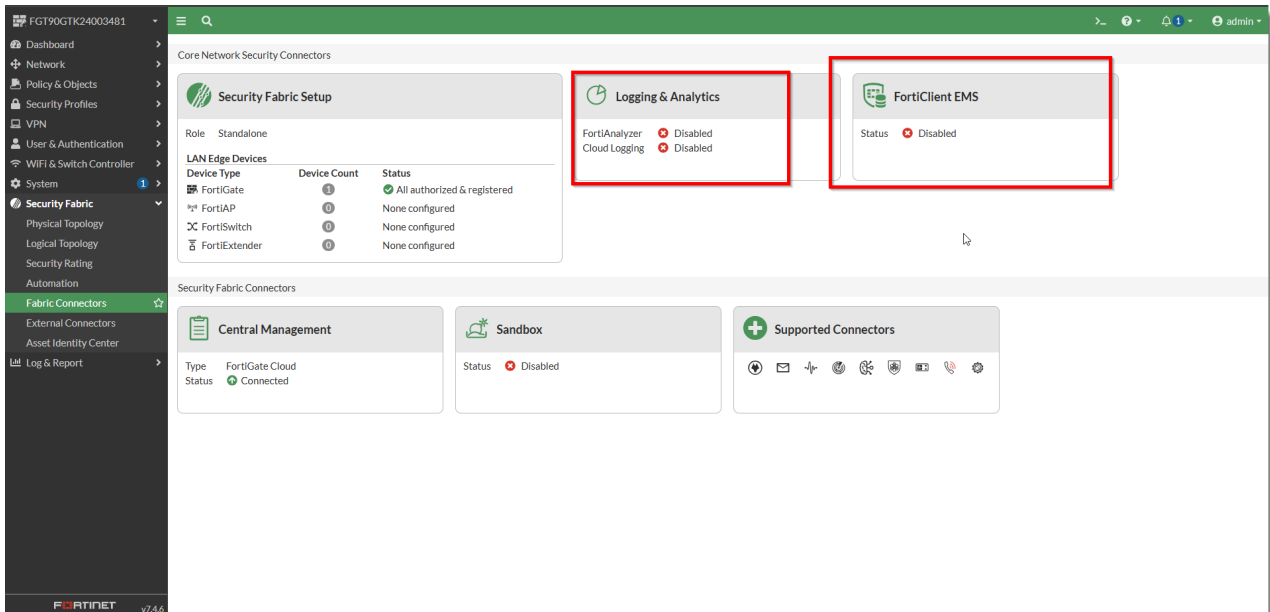 FGT90GTK24003481
1
admin
Dashboard
Network
Policy & Objects
Security Profiles
VPN
User & Authentication
WiFi & Switch Controller
System 1
Security Fabric
Physical Topology
Logical Topology
Security Rating
Automation
Fabric Connectors
External Connectors
Asset Identity Center
Log & Report
FORTINET v7.4.6
Core Network Security Connectors
Security Fabric Setup
Role Standalone
LAN Edge Devices
Device Type Device Count Status
FortiGate 1 All authorized & registered
FortiAP 0 None configured
FortiSwitch 0 None configured
FortiExtender 0 None configured
Logging & Analytics
FortiAnalyzer Disabled
Cloud Logging Disabled
FortiClient EMS
Status Disabled
Security Fabric Connectors
Central Management
Type FortiGate Cloud
Status Connected
Sandbox
Status Disabled
Supported Connectors